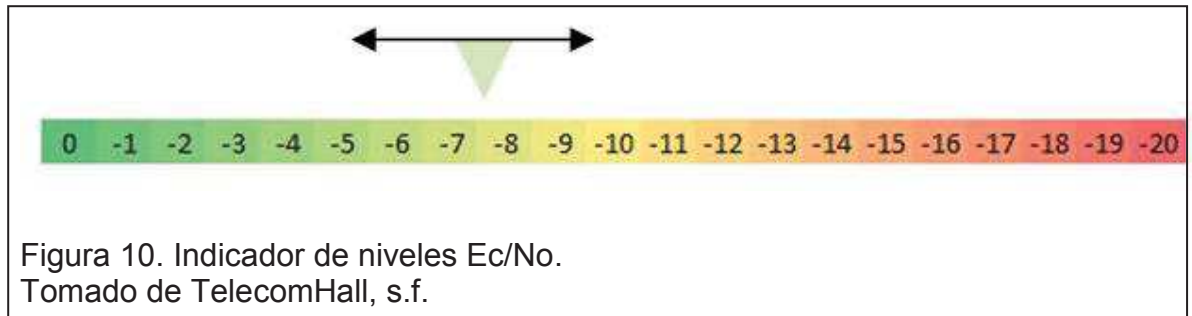 0 -1 -2 -3 -4 -5 -6 -7 -8 -9 -10 -11 -12 -13 -14 -15 -16 -17 -18 -19 -20
Figura 10. Indicador de niveles Ec/No.
Tomado de TelecomHall, s.f.